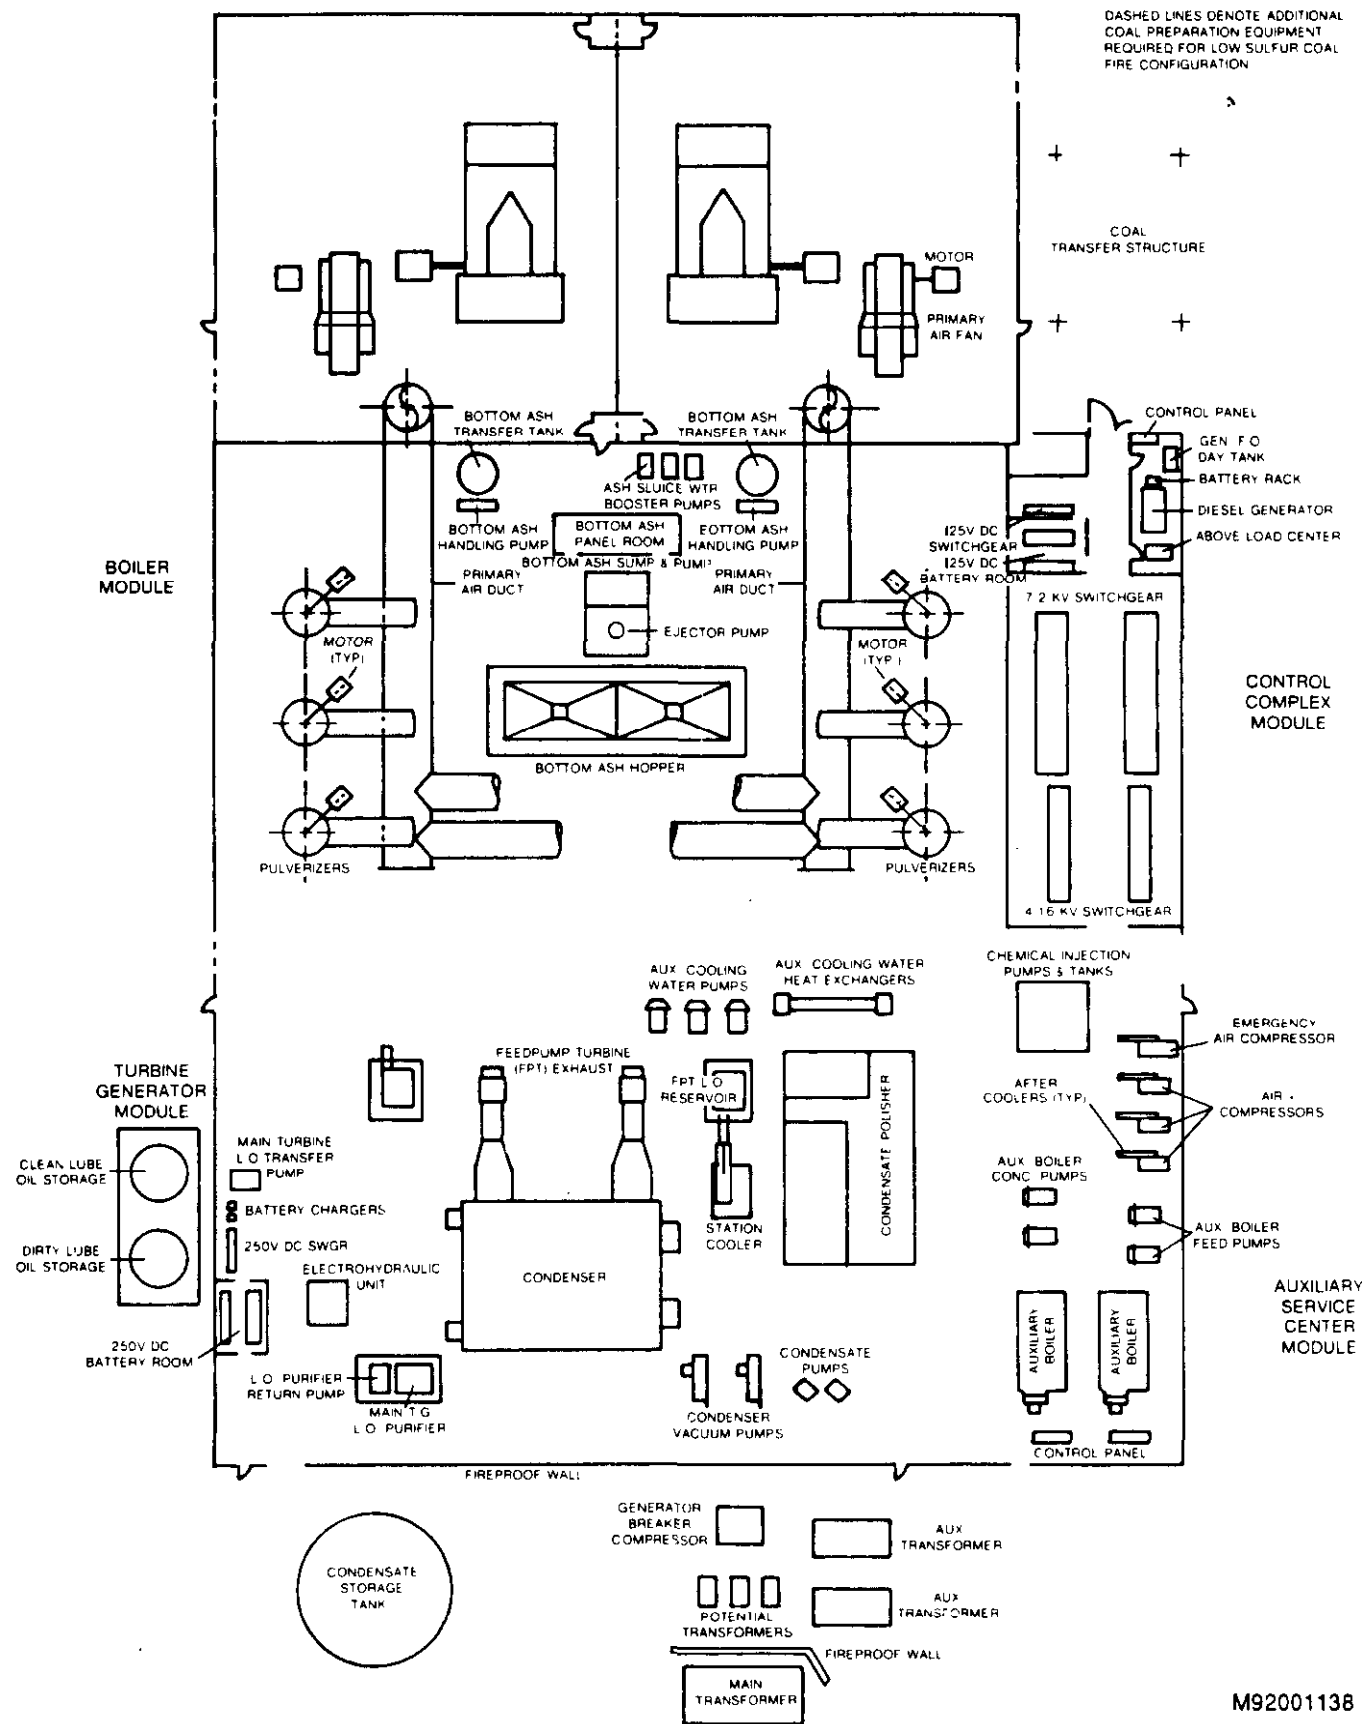 DASHED LINES DENOTE ADDITIONAL
COAL PREPARATION EQUIPMENT
REQUIRED FOR LOW SULFUR COAL
FIRE CONFIGURATION
COAL
TRANSFER STRUCTURE
MOTOR
PRIMARY
AIR FAN
BOTTOM ASH
TRANSFER TANK
BOTTOM ASH
TRANSFER TANK
CONTROL PANEL
GEN. F.O.
DAY TANK
BATTERY RACK
DIESEL GENERATOR
ABOVE LOAD CENTER
ASH SLUICE WTR
BOOSTER PUMPS
BOTTOM ASH
HANDLING PUMP
BOTTOM ASH
PANEL ROOM
BOTTOM ASH
HANDLING PUMP
125V DC
SWITCHGEAR
125V DC
BATTERY ROOM
BOTTOM ASH SUMP & PUMP
BOILER
MODULE
PRIMARY
AIR DUCT
PRIMARY
AIR DUCT
7.2 KV SWITCHGEAR
EJECTOR PUMP
MOTOR
(TYP)
MOTOR
(TYP)
CONTROL
COMPLEX
MODULE
BOTTOM ASH HOPPER
PULVERIZERS
PULVERIZERS
4.16 KV SWITCHGEAR
AUX. COOLING
WATER PUMPS
AUX. COOLING WATER
HEAT EXCHANGERS
CHEMICAL INJECTION
PUMPS & TANKS
EMERGENCY
AIR COMPRESSOR
TURBINE
GENERATOR
MODULE
FEEDPUMP TURBINE
(FPT) EXHAUST
FPT L.O.
RESERVOIR
AFTER
COOLERS (TYP)
AIR
COMPRESSORS
CONDENSATE POLISHER
CLEAN LUBE
OIL STORAGE
MAIN TURBINE
L.O. TRANSFER
PUMP
AUX. BOILER
CONC. PUMPS
BATTERY CHARGERS
DIRTY LUBE
OIL STORAGE
250V DC SWGR
STATION
COOLER
AUX. BOILER
FEED PUMPS
ELECTROHYDRAULIC
UNIT
CONDENSER
AUXILIARY
SERVICE
CENTER
MODULE
AUXILIARY
BOILER
AUXILIARY
BOILER
250V DC
BATTERY ROOM
L.O. PURIFIER
RETURN PUMP
MAIN T.G.
L.O. PURIFIER
CONDENSATE
PUMPS
CONDENSER
VACUUM PUMPS
CONTROL PANEL
FIREPROOF WALL
GENERATOR
BREAKER
COMPRESSOR
AUX
TRANSFORMER
CONDENSATE
STORAGE
TANK
POTENTIAL
TRANSFORMERS
AUX
TRANSFORMER
FIREPROOF WALL
MAIN
TRANSFORMER
M92001138